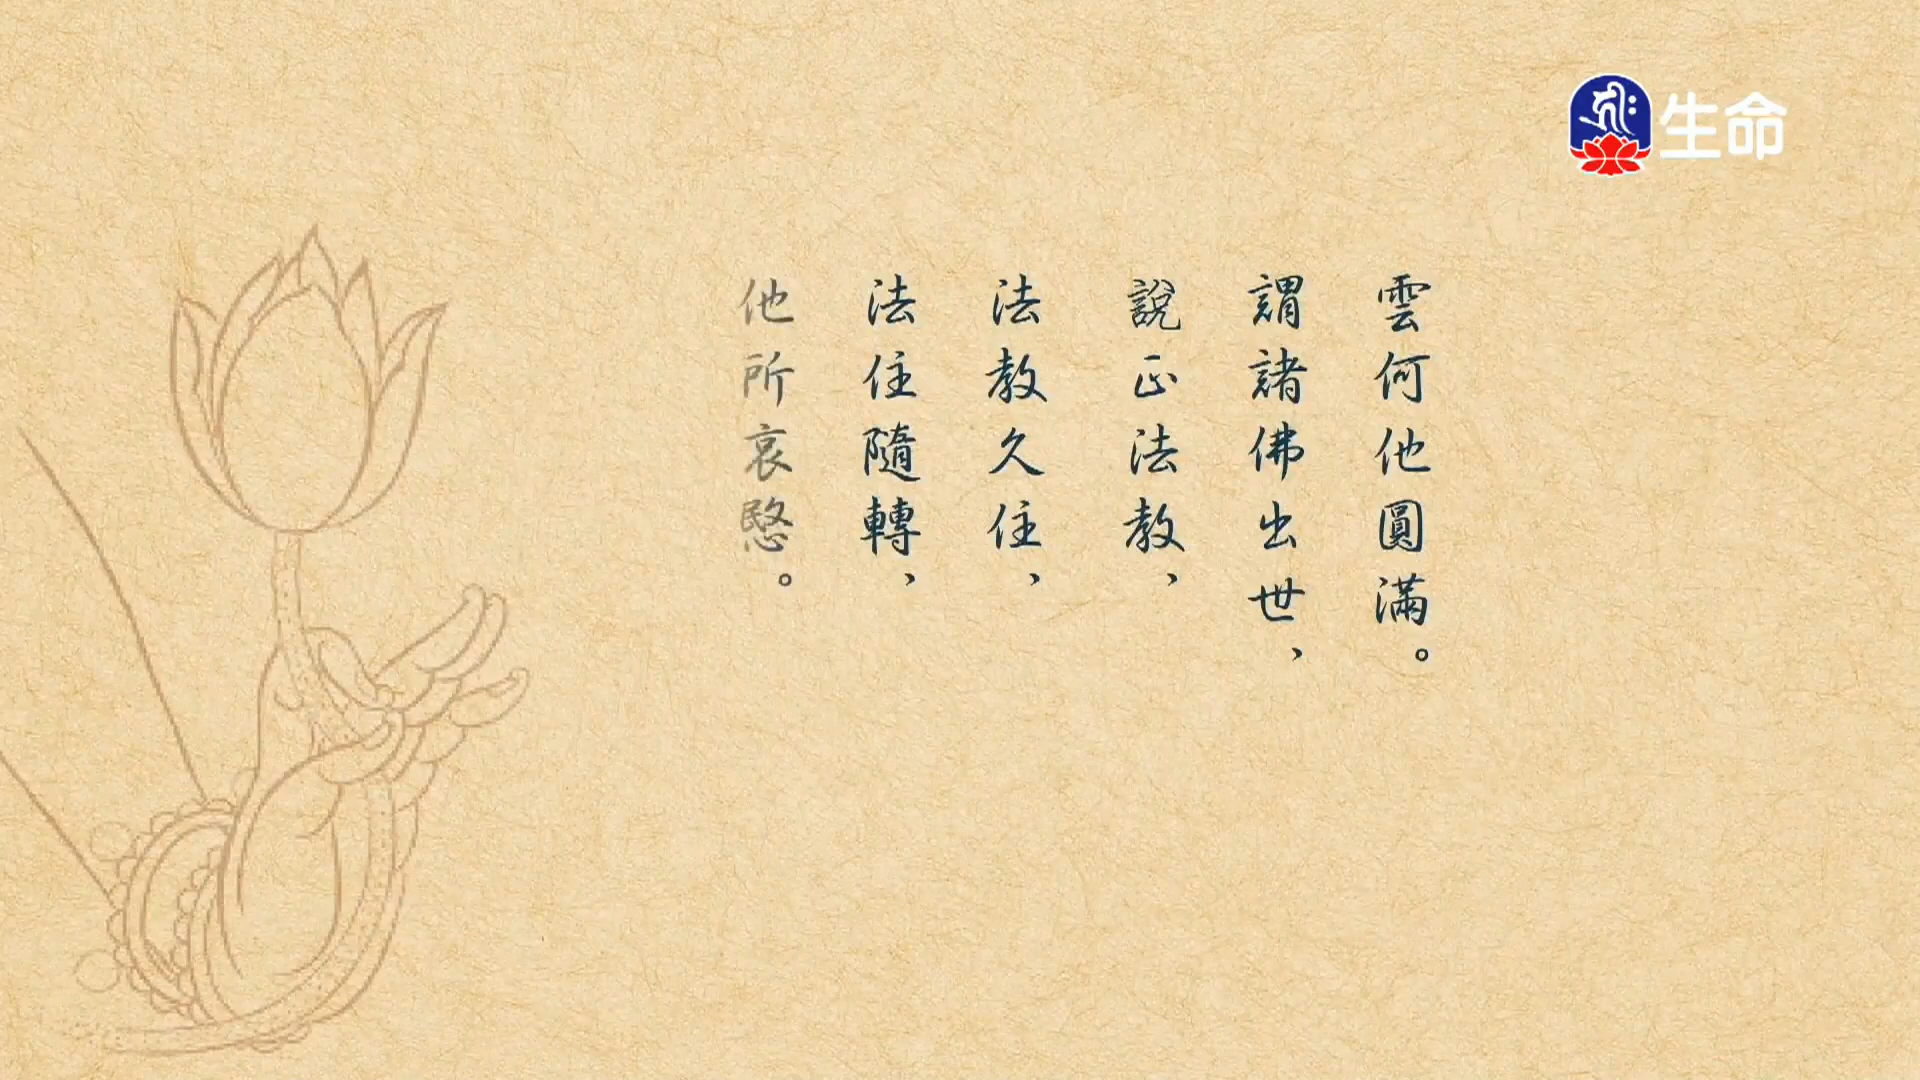 生命
雲何他圓滿。
謂諸佛出世、
說正法教、
法教久住、
法住隨轉、
他所哀愍。